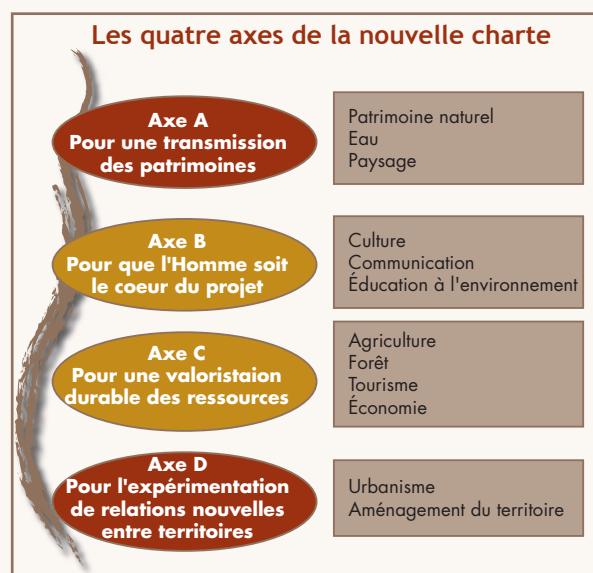 Les quatre axes de la nouvelle charte
Axe A
Pour une transmission
des patrimoines
Patrimoine naturel
Eau
Paysage
Axe B
Pour que l'Homme soit
le coeur du projet
Culture
Communication
Éducation à l'environnement
Axe C
Pour une valoristaion
durable des ressources
Agriculture
Forêt
Tourisme
Économie
Axe D
Pour l'expérimentation
de relations nouvelles
entre territoires
Urbanisme
Aménagement du territoire